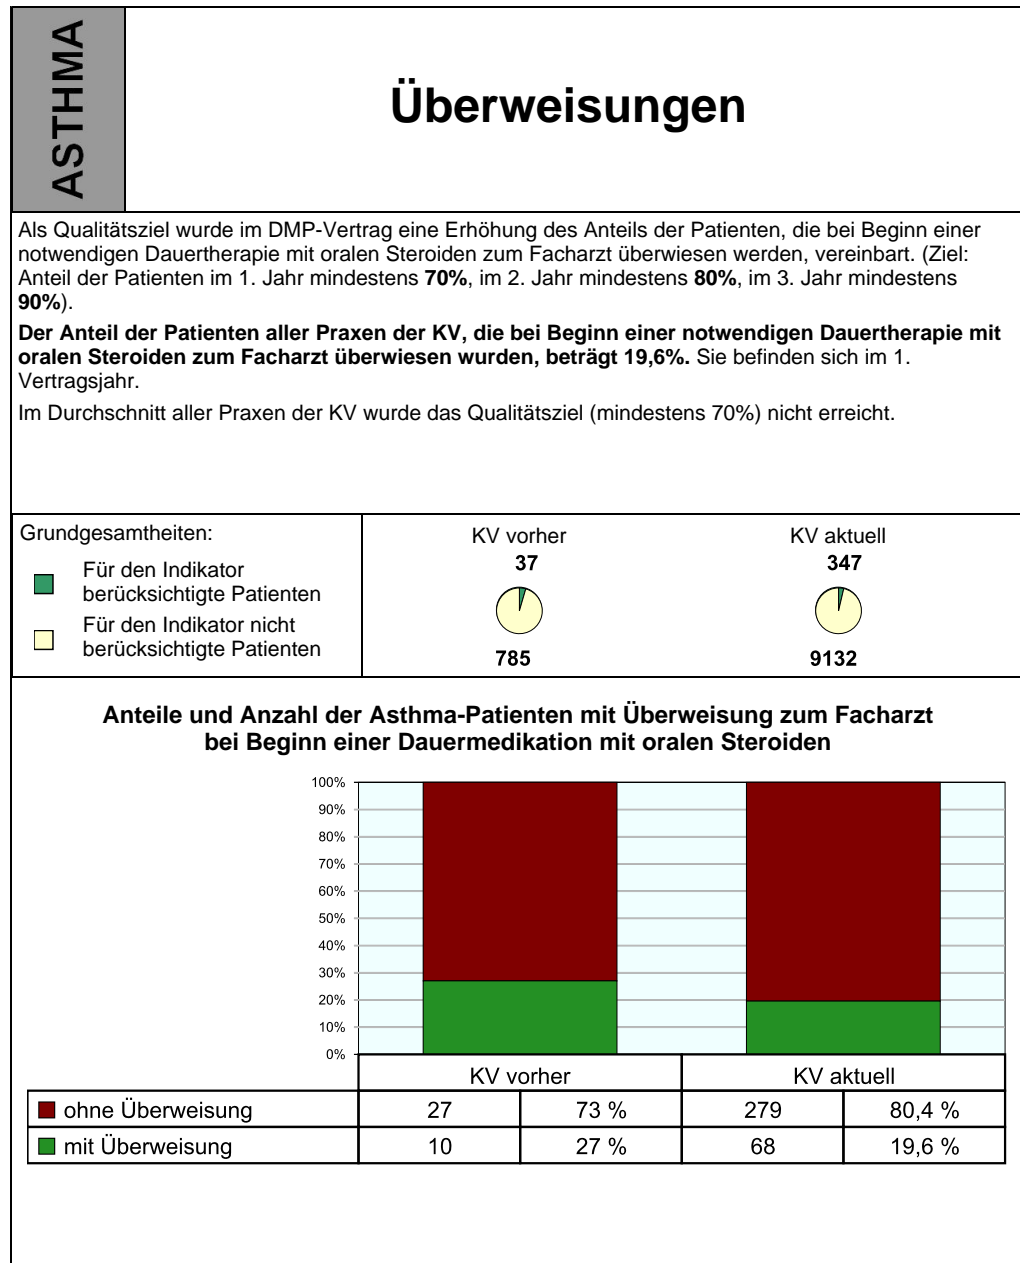 ASTHMA
Überweisungen
Als Qualitätsziel wurde im DMP-Vertrag eine Erhöhung des Anteils der Patienten, die bei Beginn einer
notwendigen Dauertherapie mit oralen Steroiden zum Facharzt überwiesen werden, vereinbart. (Ziel:
Anteil der Patienten im 1. Jahr mindestens 70%, im 2. Jahr mindestens 80%, im 3. Jahr mindestens
90%).
Der Anteil der Patienten aller Praxen der KV, die bei Beginn einer notwendigen Dauertherapie mit
oralen Steroiden zum Facharzt überwiesen wurden, beträgt 19,6%. Sie befinden sich im 1.
Vertragsjahr.
Im Durchschnitt aller Praxen der KV wurde das Qualitätsziel (mindestens 70%) nicht erreicht.
Grundgesamtheiten:
Für den Indikator
berücksichtigte Patienten
Für den Indikator nicht
berücksichtigte Patienten
KV vorher
37
785
KV aktuell
347
9132
Anteile und Anzahl der Asthma-Patienten mit Überweisung zum Facharzt
bei Beginn einer Dauermedikation mit oralen Steroiden
100%
90%
80%
70%
60%
50%
40%
30%
20%
10%
0%
KV vorher KV aktuell
ohne Überweisung 27 73 % 279 80,4 %
mit Überweisung 10 27 % 68 19,6 %